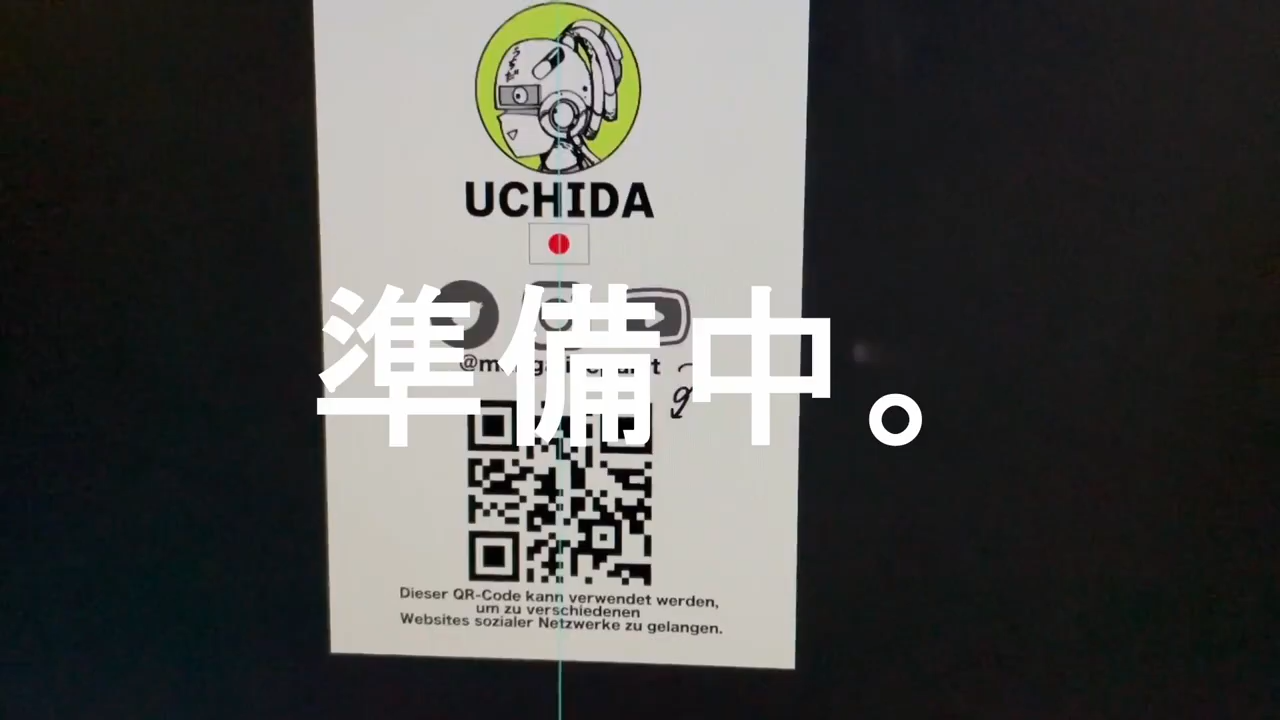 UCHIDA
準備中。
Dieser QR-Code kann verwendet werden,
um zu verschiedenen
Websites sozialer Netzwerke zu gelangen.